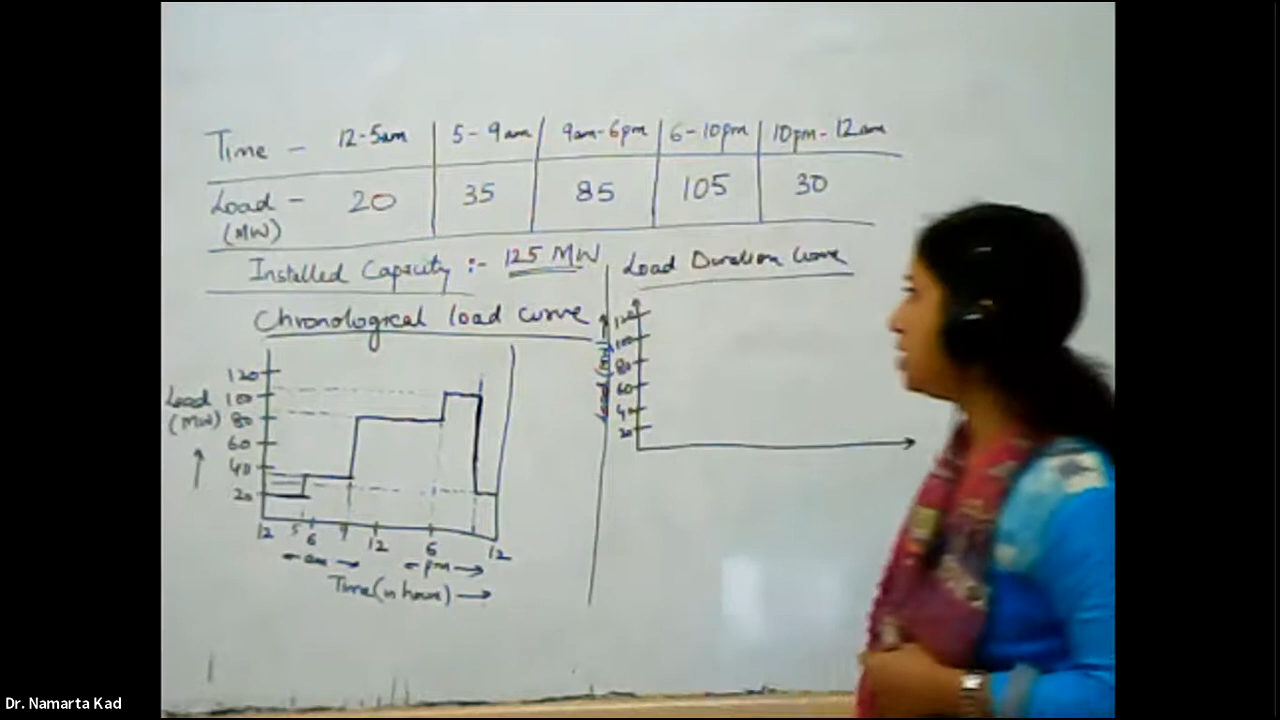 Time - 12-5am 5-9am 9am-6pm 6-10pm 10pm-12am
Load - 20 35 85 105 30
(MW)
Installed Capacity :- 125 MW
Load Duration Curve
Chronological load curve
120
100
80
60
40
20
Load
(MW)
12 5 6 9 12 6 12
am pm
Time (in hours)
120
100
80
60
40
20
Dr. Namarta Kad